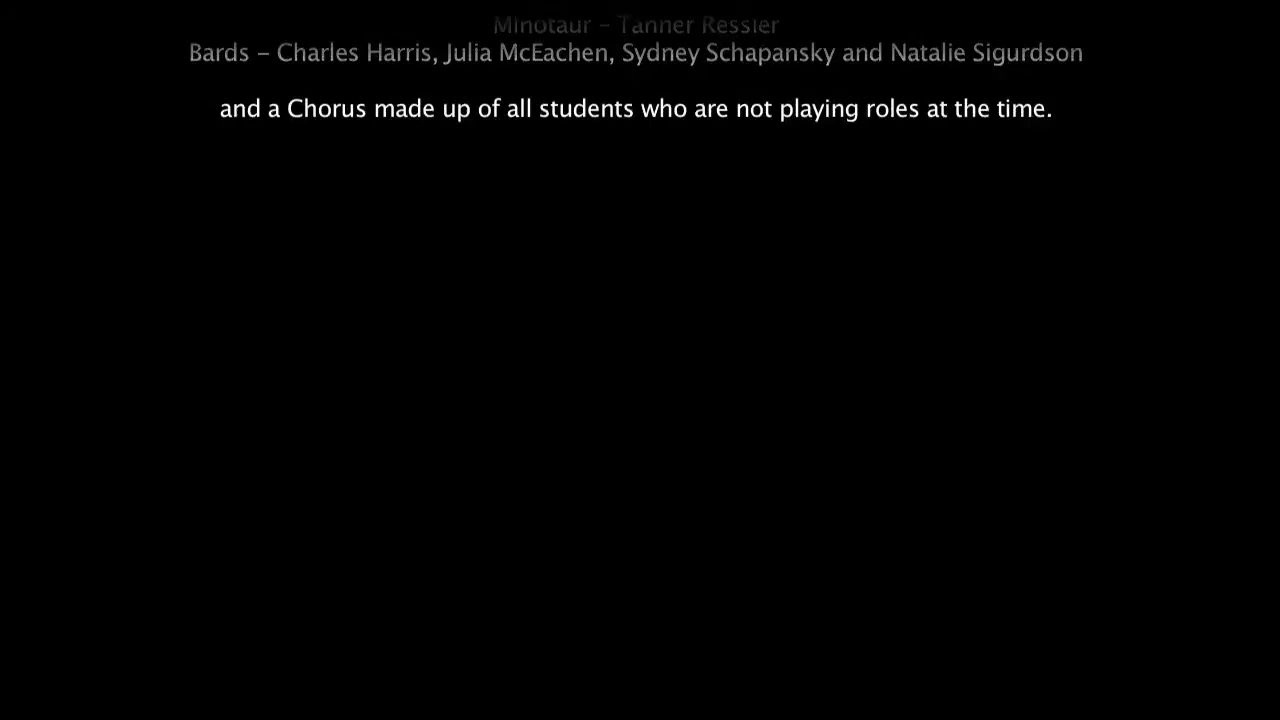 Minotaur – Tanner Ressler
Bards – Charles Harris, Julia McEachen, Sydney Schapansky and Natalie Sigurdson
and a Chorus made up of all students who are not playing roles at the time.